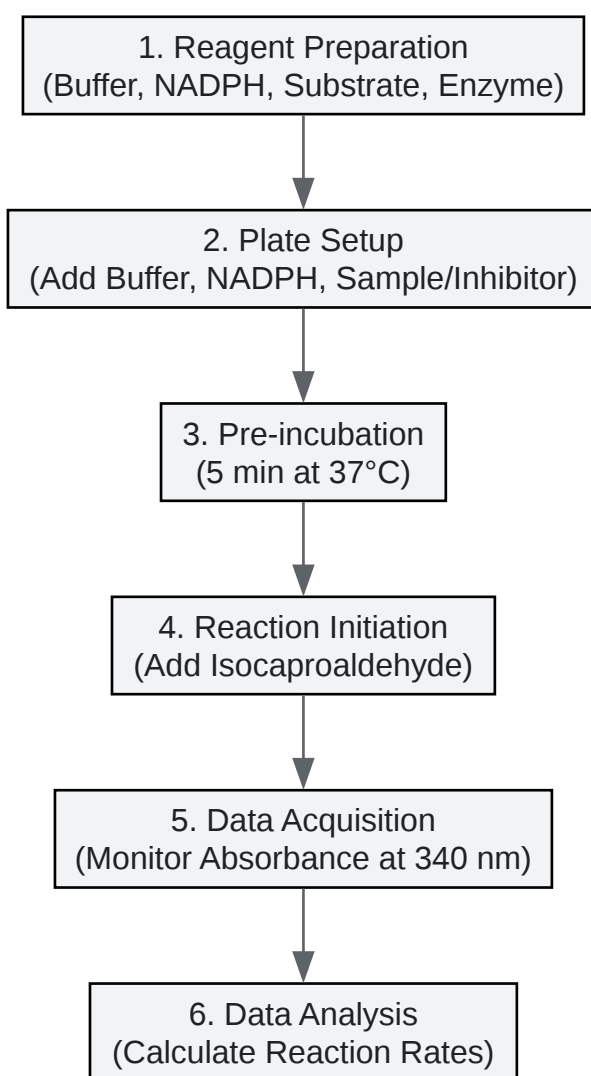 1. Reagent Preparation
(Buffer, NADPH, Substrate, Enzyme)
2. Plate Setup
(Add Buffer, NADPH, Sample/Inhibitor)
3. Pre-incubation
(5 min at 37°C)
4. Reaction Initiation
(Add Isocaproaldehyde)
5. Data Acquisition
(Monitor Absorbance at 340 nm)
6. Data Analysis
(Calculate Reaction Rates)